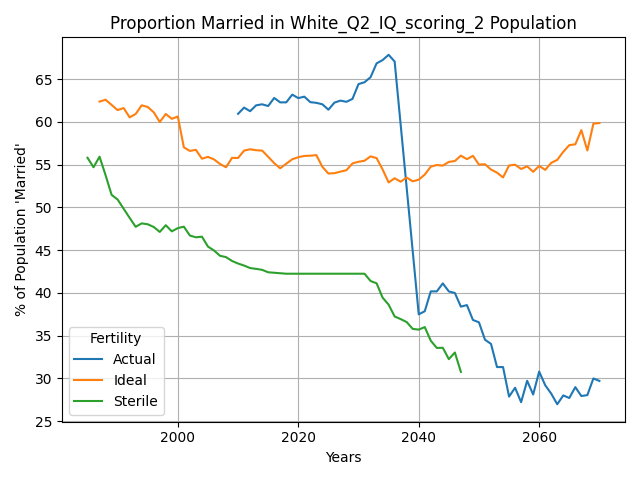 Proportion Married in White_Q2_IQ_scoring_2 Population
% of Population 'Married'
65
60
55
50
45
40
35
30
25
Fertility
Actual
Ideal
Sterile
2000 2020 2040 2060
Years